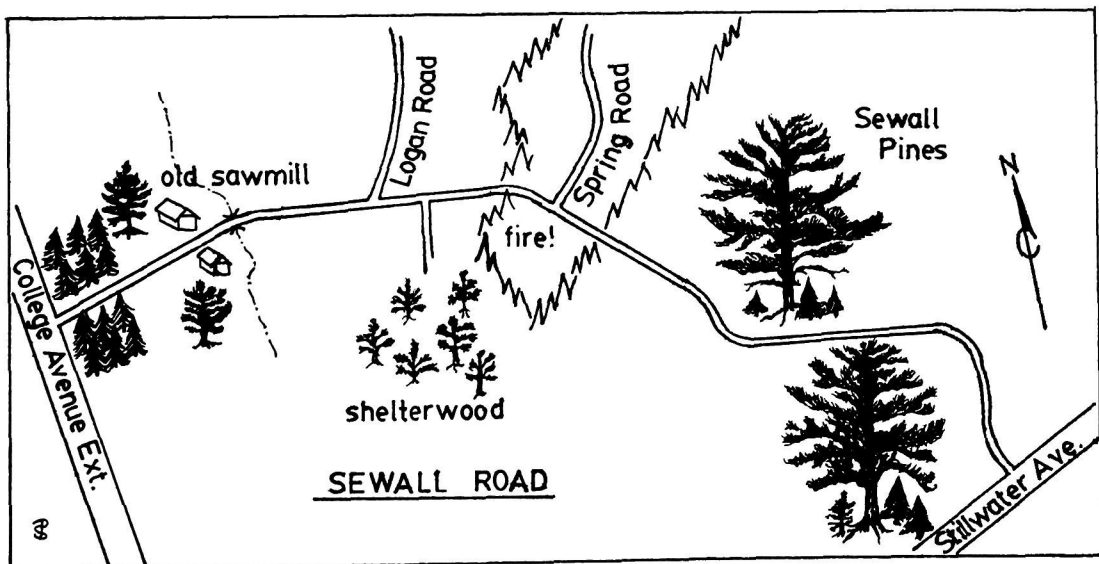 Logan Road
Spring Road
Sewall
Pines
N
old sawmill
fire!
College Avenue Ext.
shelterwood
SEWALL ROAD
Stillwater Ave.